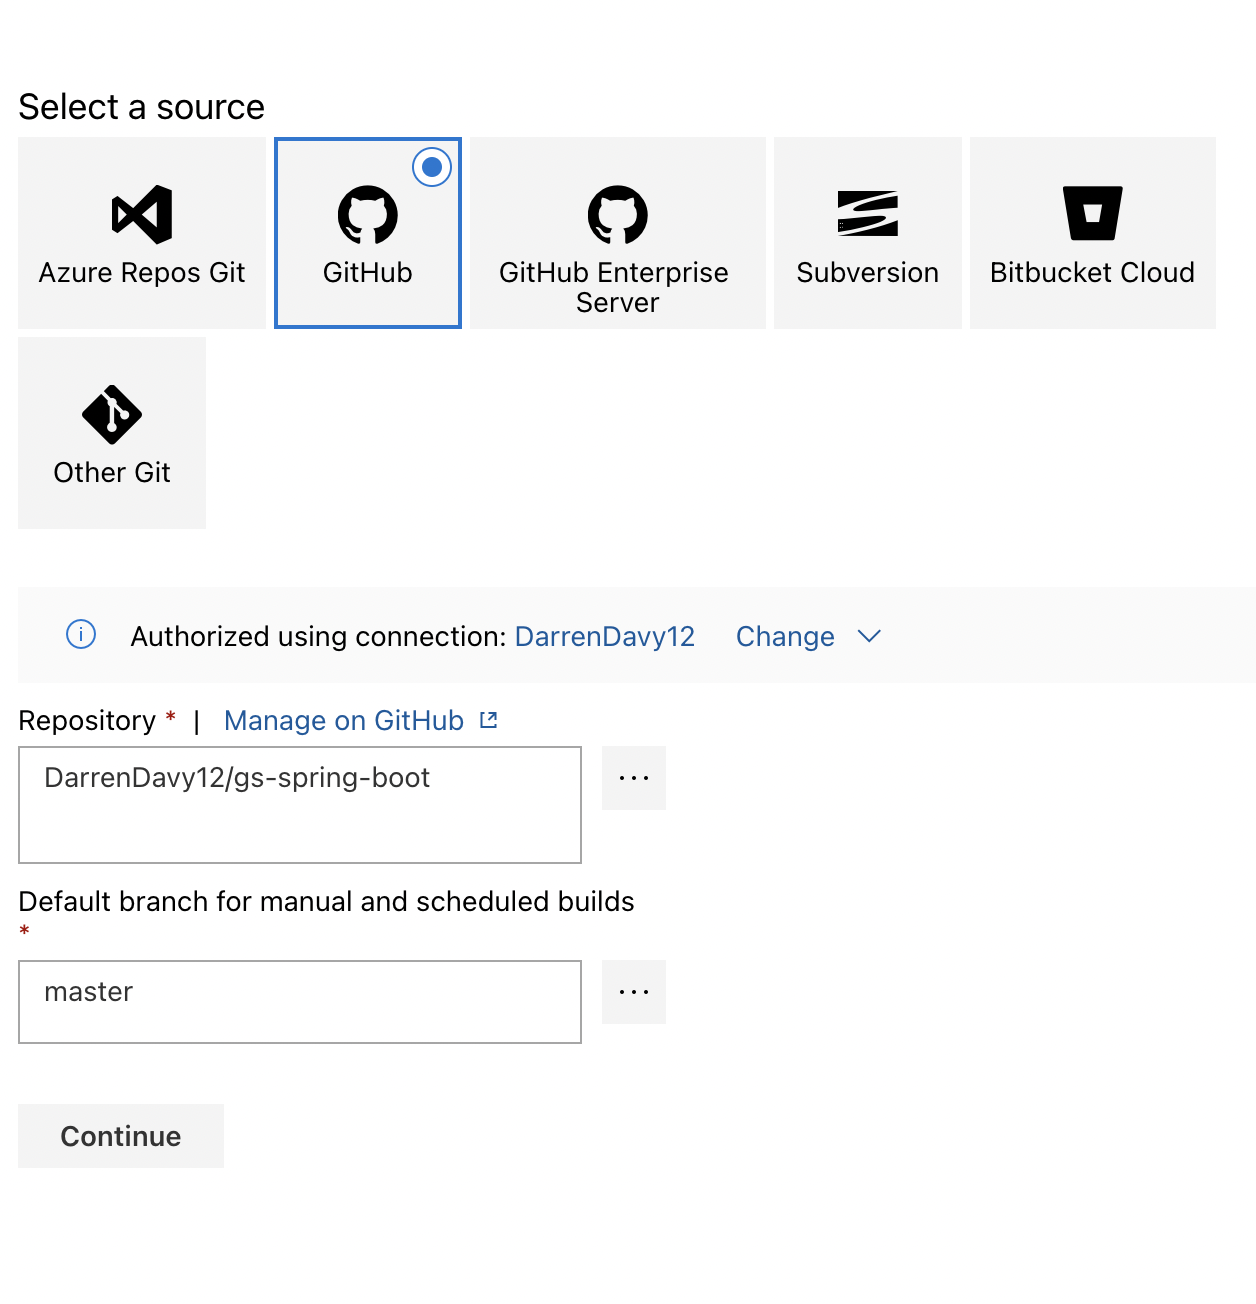 Select a source
Azure Repos Git
GitHub
GitHub Enterprise
Server
Subversion
Bitbucket Cloud
Other Git
Authorized using connection: DarrenDavy12 Change
Repository * | Manage on GitHub
DarrenDavy12/gs-spring-boot
...
Default branch for manual and scheduled builds
*
master
...
Continue